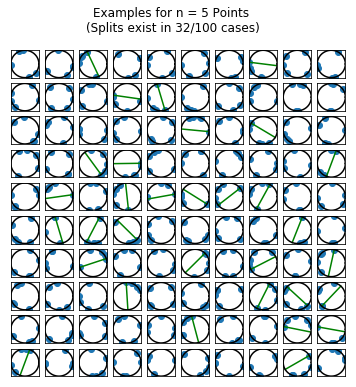 Examples for n = 5 Points
(Splits exist in 32/100 cases)